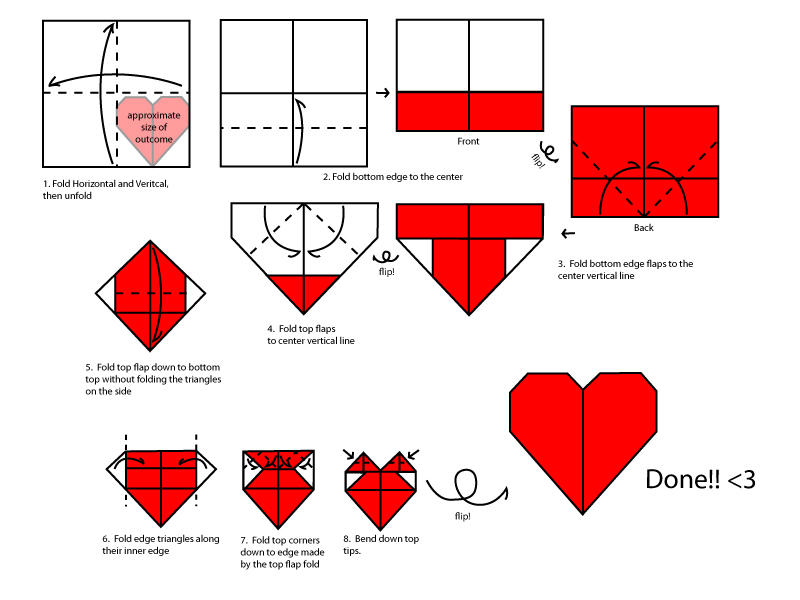 approximate
size of
outcome
1. Fold Horizontal and Veritcal,
then unfold
2. Fold bottom edge to the center
Front
flip!
Back
3. Fold bottom edge flaps to the
center vertical line
flip!
4. Fold top flaps
to center vertical line
5. Fold top flap down to bottom
top without folding the triangles
on the side
6. Fold edge triangles along
their inner edge
7. Fold top corners
down to edge made
by the top flap fold
8. Bend down top
tips.
flip!
Done!! <3